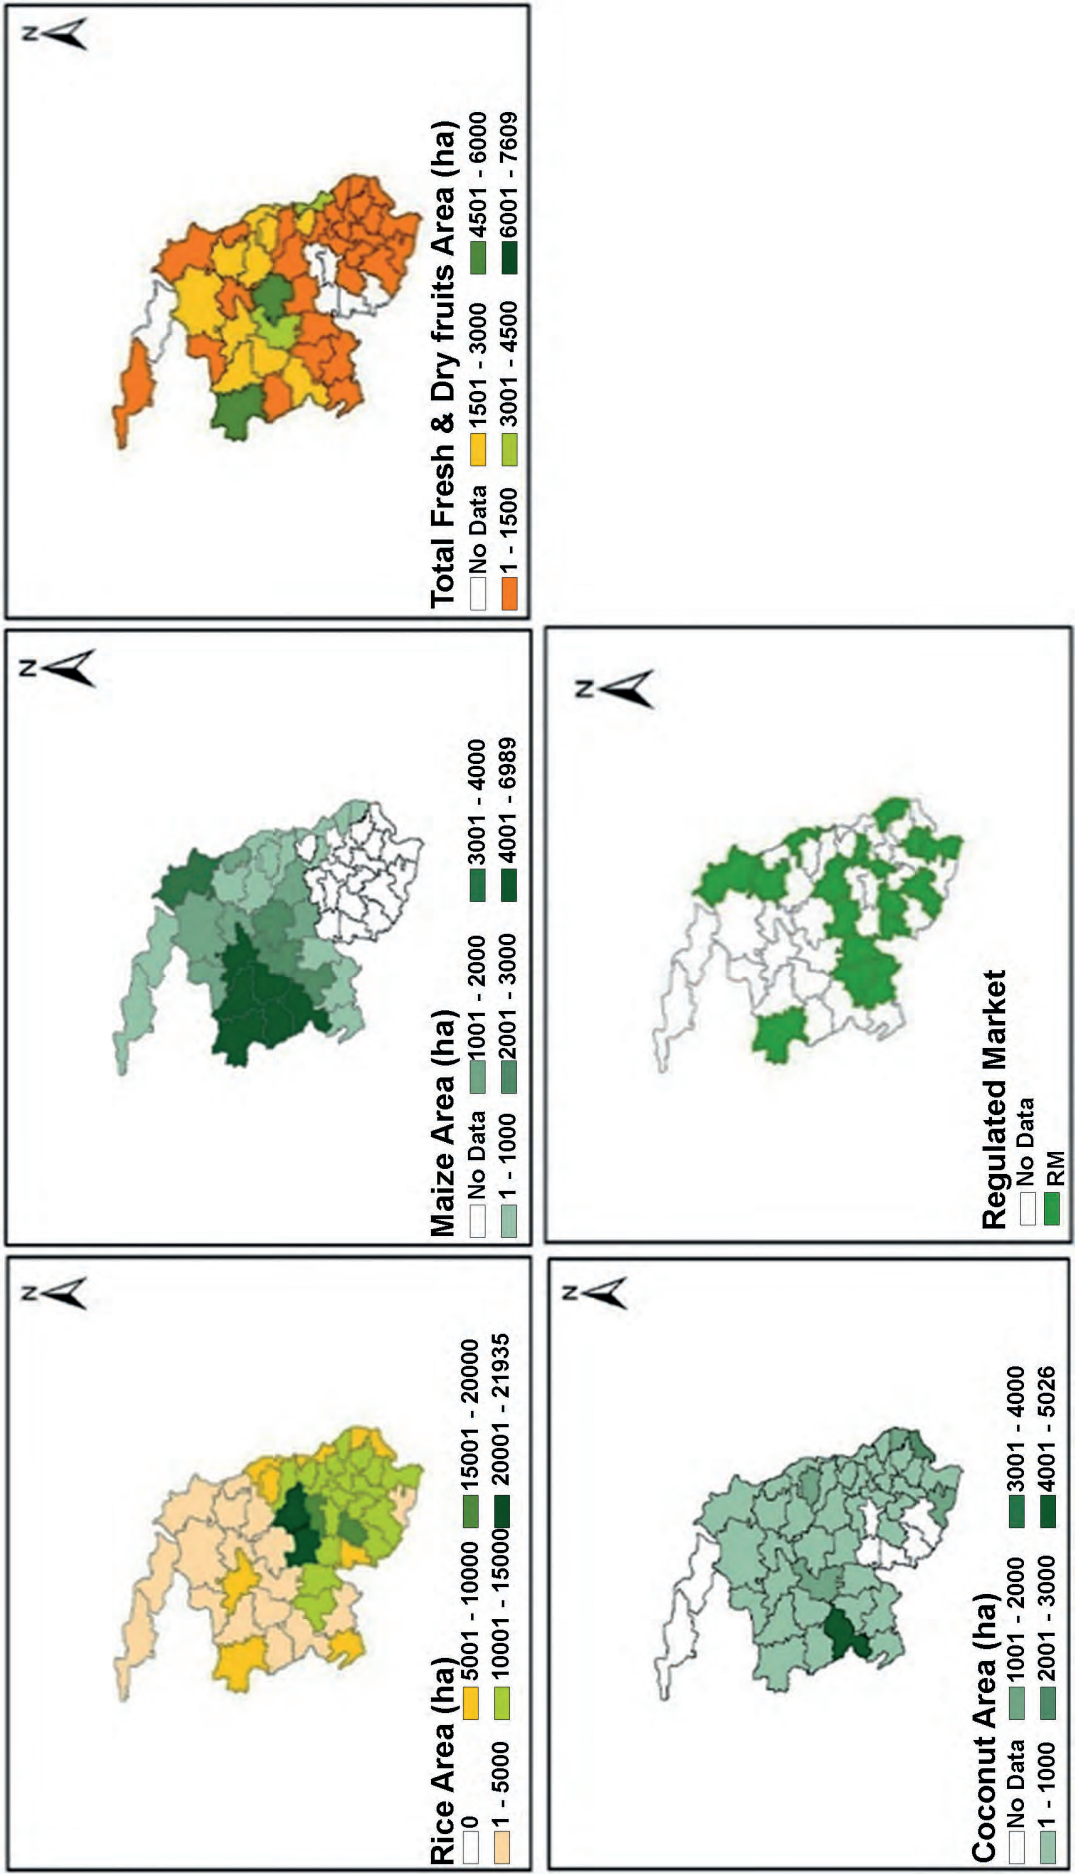 N
Rice Area (ha)
0
5001 - 10000
15001 - 20000
1 - 5000
10001 - 15000
20001 - 21935
N
Maize Area (ha)
No Data
1001 - 2000
3001 - 4000
1 - 1000
2001 - 3000
4001 - 6989
N
Total Fresh & Dry fruits Area (ha)
No Data
1501 - 3000
4501 - 6000
1 - 1500
3001 - 4500
6001 - 7609
N
Coconut Area (ha)
No Data
1001 - 2000
3001 - 4000
1 - 1000
2001 - 3000
4001 - 5026
N
Regulated Market
No Data
RM